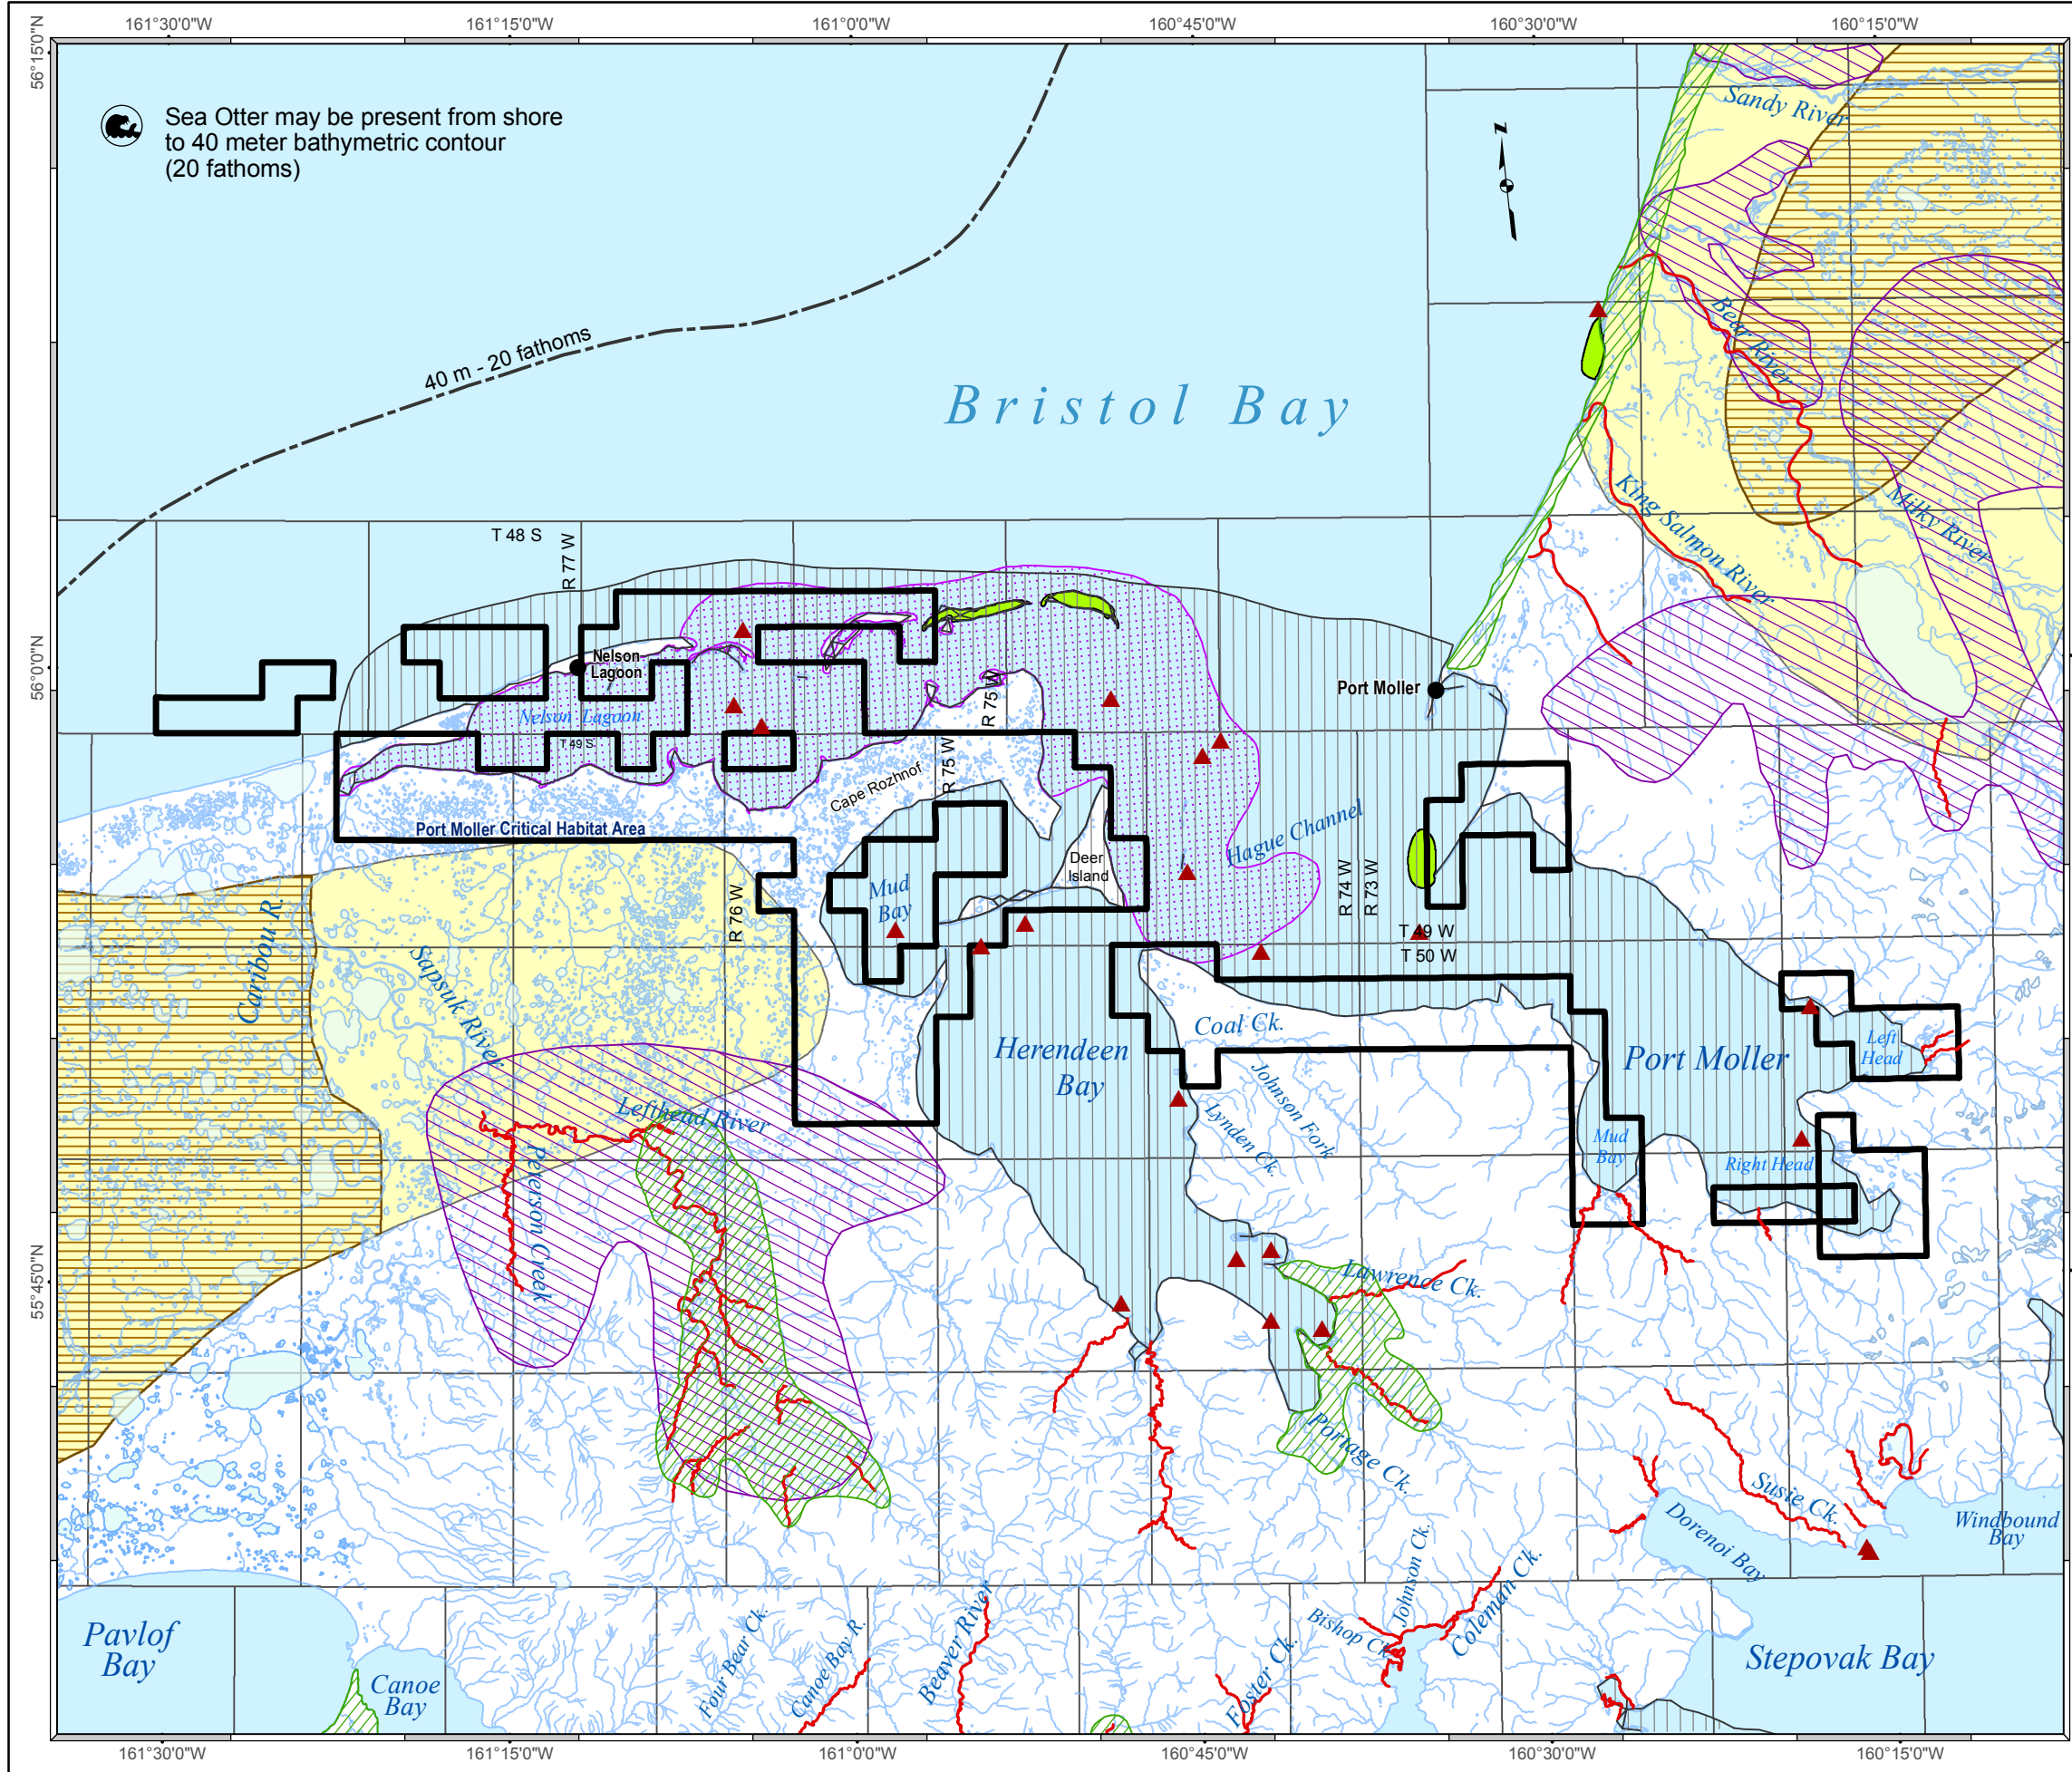 161°30'0"W
161°15'0"W
161°0'0"W
160°45'0"W
160°30'0"W
160°15'0"W
56°15'0"N
Sea Otter may be present from shore
to 40 meter bathymetric contour
(20 fathoms)
N
Sandy River
Bear River
40 m - 20 fathoms
Bristol Bay
King Salmon River
Milky River
T 48 S
R 77 W
56°0'0"N
Nelson
Lagoon
Port Moller
Nelson Lagoon
R 75 W
T 49 S
R 75 W
Cape Rozhnof
Port Moller Critical Habitat Area
Hague Channel
Deer
Island
Mud
Bay
R 74 W
R 73 W
R 76 W
T 49 W
T 50 W
Caribou R.
Sapsuk River
Coal Ck.
Herendeen
Bay
Port Moller
Left
Head
Johnson Fork
Lynden Ck.
Lefthead River
Mud
Bay
Right Head
Peterson Creek
55°45'0"N
Lawrence Ck.
Portage Ck.
Susie Ck.
Dorenoi Bay
Windbound
Bay
Pavlof
Bay
Canoe
Bay
Four Bear Ck.
Canoe Bay R.
Beaver River
Foster Ck.
Bishop Ck.
Johnson Ck.
Coleman Ck.
Stepovak Bay
161°30'0"W
161°15'0"W
161°0'0"W
160°45'0"W
160°30'0"W
160°15'0"W